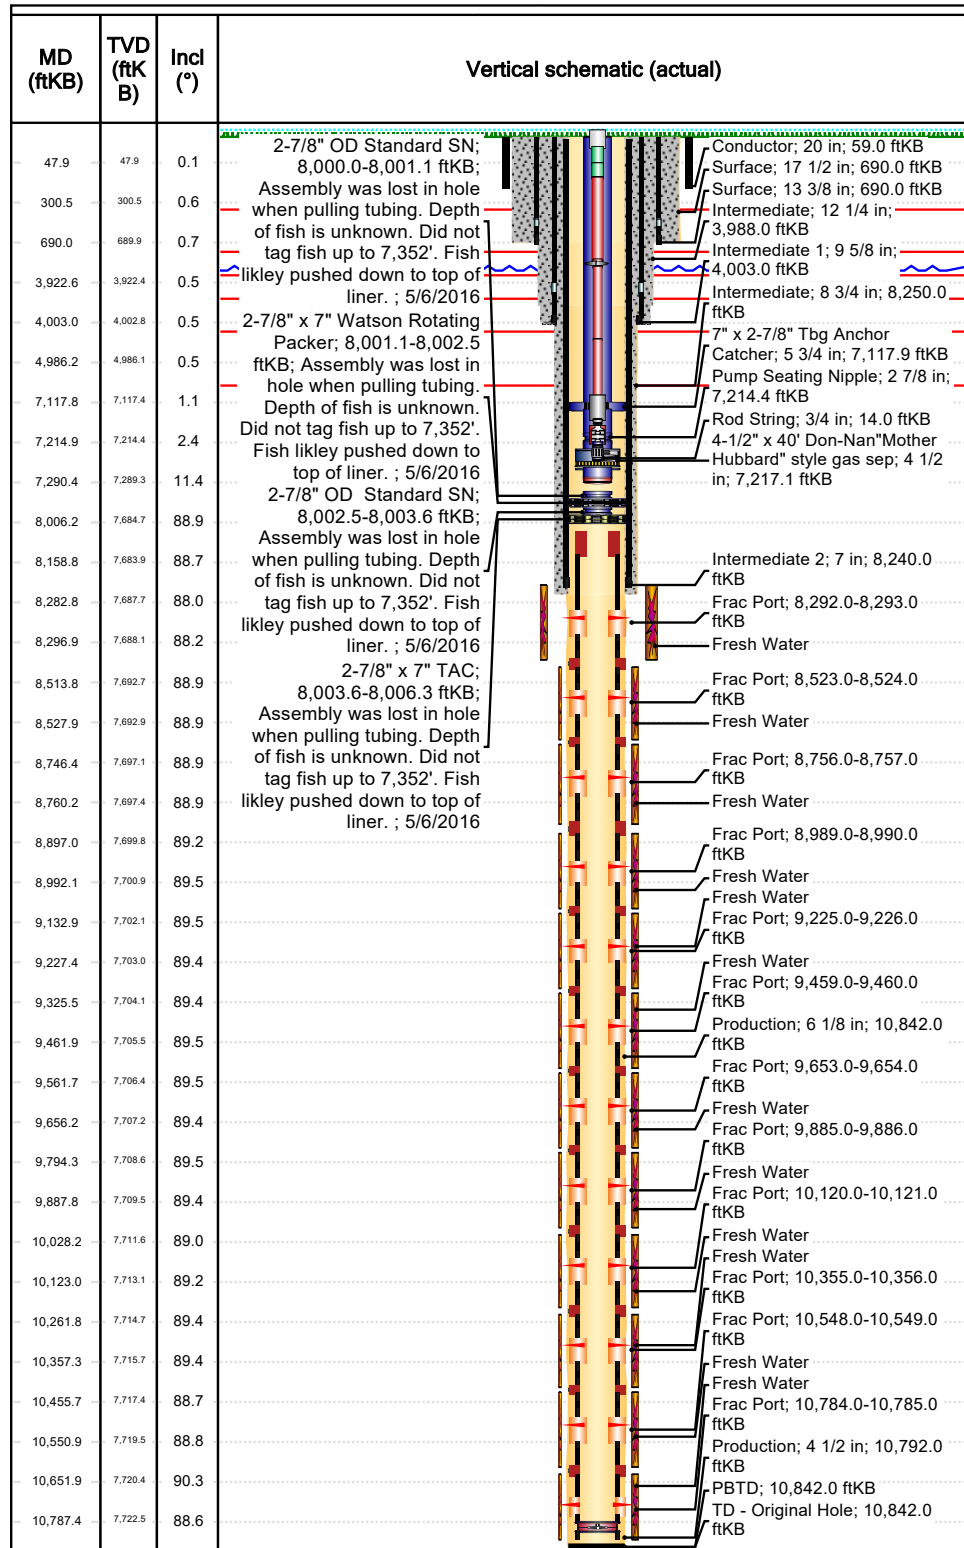 MD
(ftKB)
TVD
(ftK
B)
Incl
(°)
Vertical schematic (actual)
47.9 47.9 0.1
300.5 300.5 0.6
690.0 689.9 0.7
3,922.6 3,922.4 0.5
4,003.0 4,002.8 0.5
4,986.2 4,986.1 0.5
7,117.8 7,117.4 1.1
7,214.9 7,214.4 2.4
7,290.4 7,289.3 11.4
8,006.2 7,684.7 88.9
8,158.8 7,683.9 88.7
8,282.8 7,687.7 88.0
8,296.9 7,688.1 88.2
8,513.8 7,692.7 88.9
8,527.9 7,692.9 88.9
8,746.4 7,697.1 88.9
8,760.2 7,697.4 88.9
8,897.0 7,699.8 89.2
8,992.1 7,700.9 89.5
9,132.9 7,702.1 89.5
9,227.4 7,703.0 89.4
9,325.5 7,704.1 89.4
9,461.9 7,705.5 89.5
9,561.7 7,706.4 89.5
9,656.2 7,707.2 89.4
9,794.3 7,708.6 89.5
9,887.8 7,709.5 89.4
10,028.2 7,711.6 89.0
10,123.0 7,713.1 89.2
10,261.8 7,714.7 89.4
10,357.3 7,715.7 89.4
10,455.7 7,717.4 88.7
10,550.9 7,719.5 88.8
10,651.9 7,720.4 90.3
10,787.4 7,722.5 88.6
2-7/8" OD Standard SN;
8,000.0-8,001.1 ftKB;
Assembly was lost in hole
when pulling tubing. Depth
of fish is unknown. Did not
tag fish up to 7,352'. Fish
likley pushed down to top of
liner. ; 5/6/2016
2-7/8" x 7" Watson Rotating
Packer; 8,001.1-8,002.5
ftKB; Assembly was lost in
hole when pulling tubing.
Depth of fish is unknown.
Did not tag fish up to 7,352'.
Fish likley pushed down to
top of liner. ; 5/6/2016
2-7/8" OD  Standard SN;
8,002.5-8,003.6 ftKB;
Assembly was lost in hole
when pulling tubing. Depth
of fish is unknown. Did not
tag fish up to 7,352'. Fish
likley pushed down to top of
liner. ; 5/6/2016
2-7/8" x 7" TAC;
8,003.6-8,006.3 ftKB;
Assembly was lost in hole
when pulling tubing. Depth
of fish is unknown. Did not
tag fish up to 7,352'. Fish
likley pushed down to top of
liner. ; 5/6/2016
Conductor; 20 in; 59.0 ftKB
Surface; 17 1/2 in; 690.0 ftKB
Surface; 13 3/8 in; 690.0 ftKB
Intermediate; 12 1/4 in;
3,988.0 ftKB
Intermediate 1; 9 5/8 in;
4,003.0 ftKB
Intermediate; 8 3/4 in; 8,250.0
ftKB
7" x 2-7/8" Tbg Anchor
Catcher; 5 3/4 in; 7,117.9 ftKB
Pump Seating Nipple; 2 7/8 in;
7,214.4 ftKB
Rod String; 3/4 in; 14.0 ftKB
4-1/2" x 40' Don-Nan"Mother
Hubbard" style gas sep; 4 1/2
in; 7,217.1 ftKB
Intermediate 2; 7 in; 8,240.0
ftKB
Frac Port; 8,292.0-8,293.0
ftKB
Fresh Water
Frac Port; 8,523.0-8,524.0
ftKB
Fresh Water
Frac Port; 8,756.0-8,757.0
ftKB
Fresh Water
Frac Port; 8,989.0-8,990.0
ftKB
Fresh Water
Fresh Water
Frac Port; 9,225.0-9,226.0
ftKB
Fresh Water
Frac Port; 9,459.0-9,460.0
ftKB
Production; 6 1/8 in; 10,842.0
ftKB
Frac Port; 9,653.0-9,654.0
ftKB
Fresh Water
Frac Port; 9,885.0-9,886.0
ftKB
Fresh Water
Frac Port; 10,120.0-10,121.0
ftKB
Fresh Water
Fresh Water
Frac Port; 10,355.0-10,356.0
ftKB
Frac Port; 10,548.0-10,549.0
ftKB
Fresh Water
Fresh Water
Frac Port; 10,784.0-10,785.0
ftKB
Production; 4 1/2 in; 10,792.0
ftKB
PBTD; 10,842.0 ftKB
TD - Original Hole; 10,842.0
ftKB